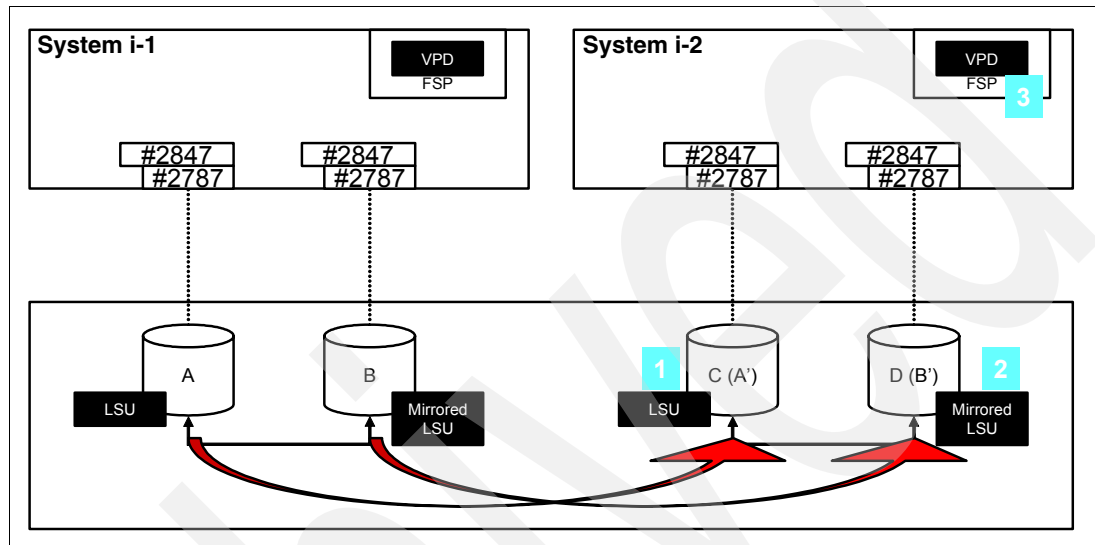 System i-1
VPD
FSP
#2847
#2787
#2847
#2787
System i-2
VPD
FSP
3
#2847
#2787
#2847
#2787
A
LSU
B
Mirrored
LSU
1
C (A’)
LSU
D (B’)
2
Mirrored
LSU